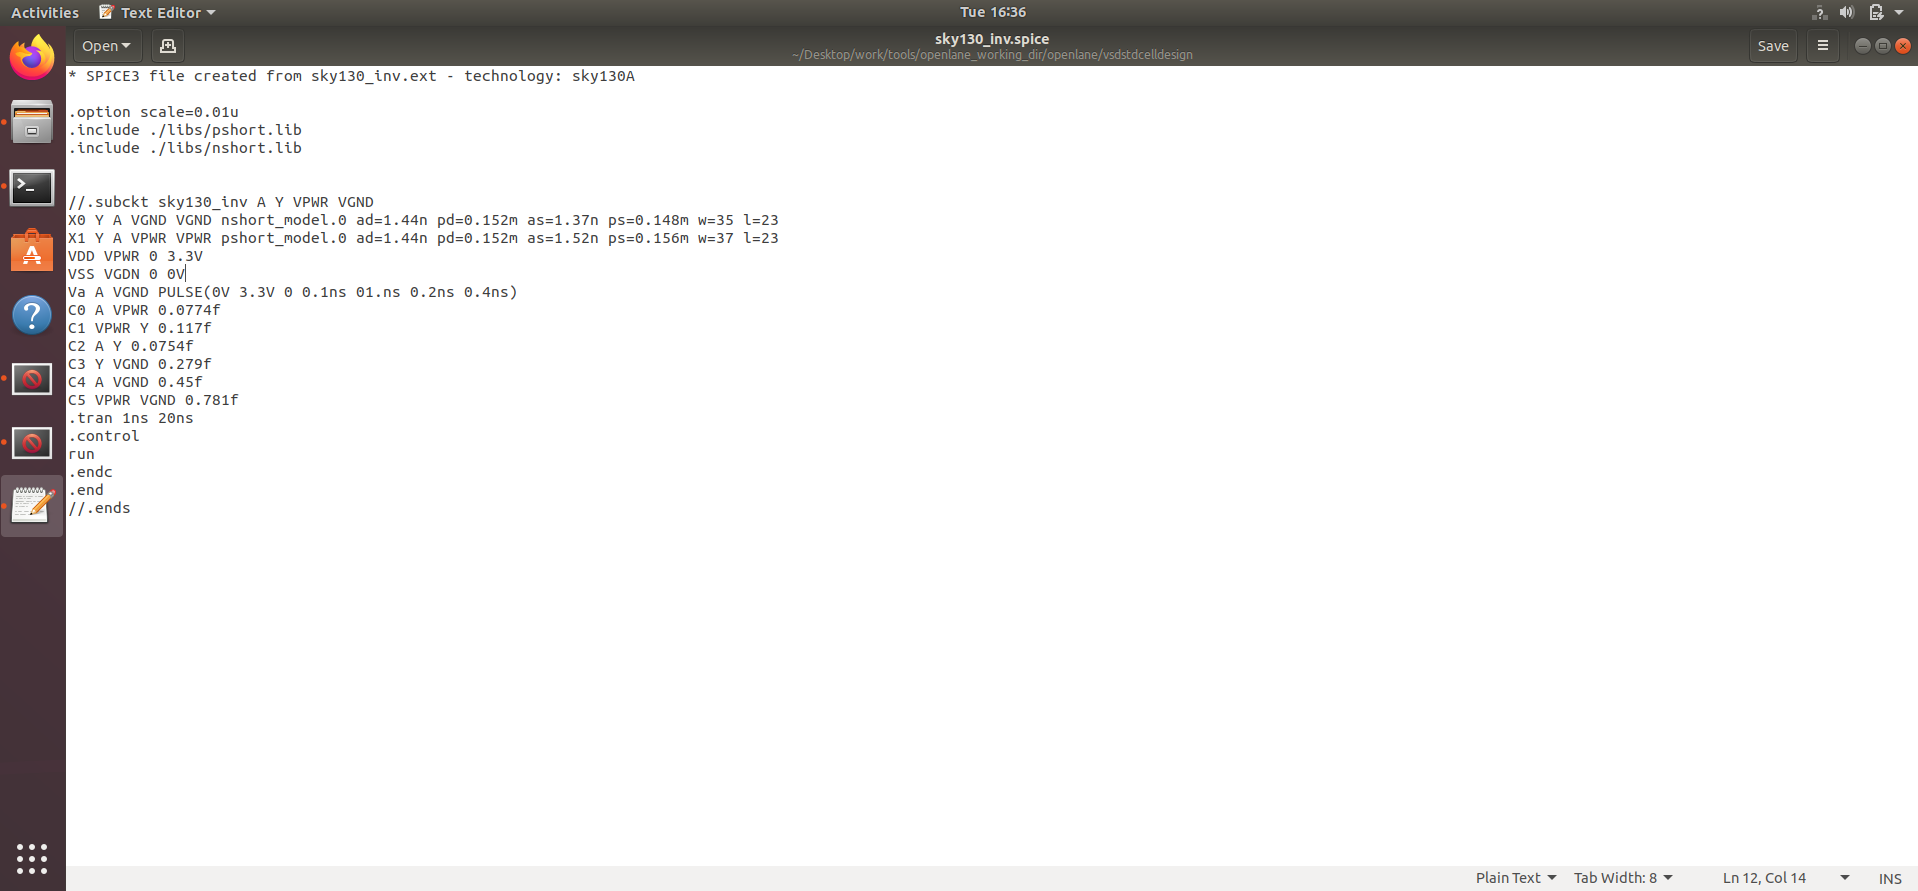 Activities Text Editor Tue 16:36
Open sky130_inv.spice Save
~/Desktop/work/tools/openlane_working_dir/openlane/vsdstdcelldesign
* SPICE3 file created from sky130_inv.ext - technology: sky130A
.option scale=0.01u
.include ./libs/pshort.lib
.include ./libs/nshort.lib
//.subckt sky130_inv A Y VPWR VGND
X0 Y A VGND VGND nshort_model.0 ad=1.44n pd=0.152m as=1.37n ps=0.148m w=35 l=23
X1 Y A VPWR VPWR pshort_model.0 ad=1.44n pd=0.152m as=1.52n ps=0.156m w=37 l=23
VDD VPWR 0 3.3V
VSS VGDN 0 0V
Va A VGND PULSE(0V 3.3V 0 0.1ns 01.ns 0.2ns 0.4ns)
C0 A VPWR 0.0774f
C1 VPWR Y 0.117f
C2 A Y 0.0754f
C3 Y VGND 0.279f
C4 A VGND 0.45f
C5 VPWR VGND 0.781f
.tran 1ns 20ns
.control
run
.endc
.end
//.ends
Plain Text Tab Width: 8 Ln 12, Col 14 INS